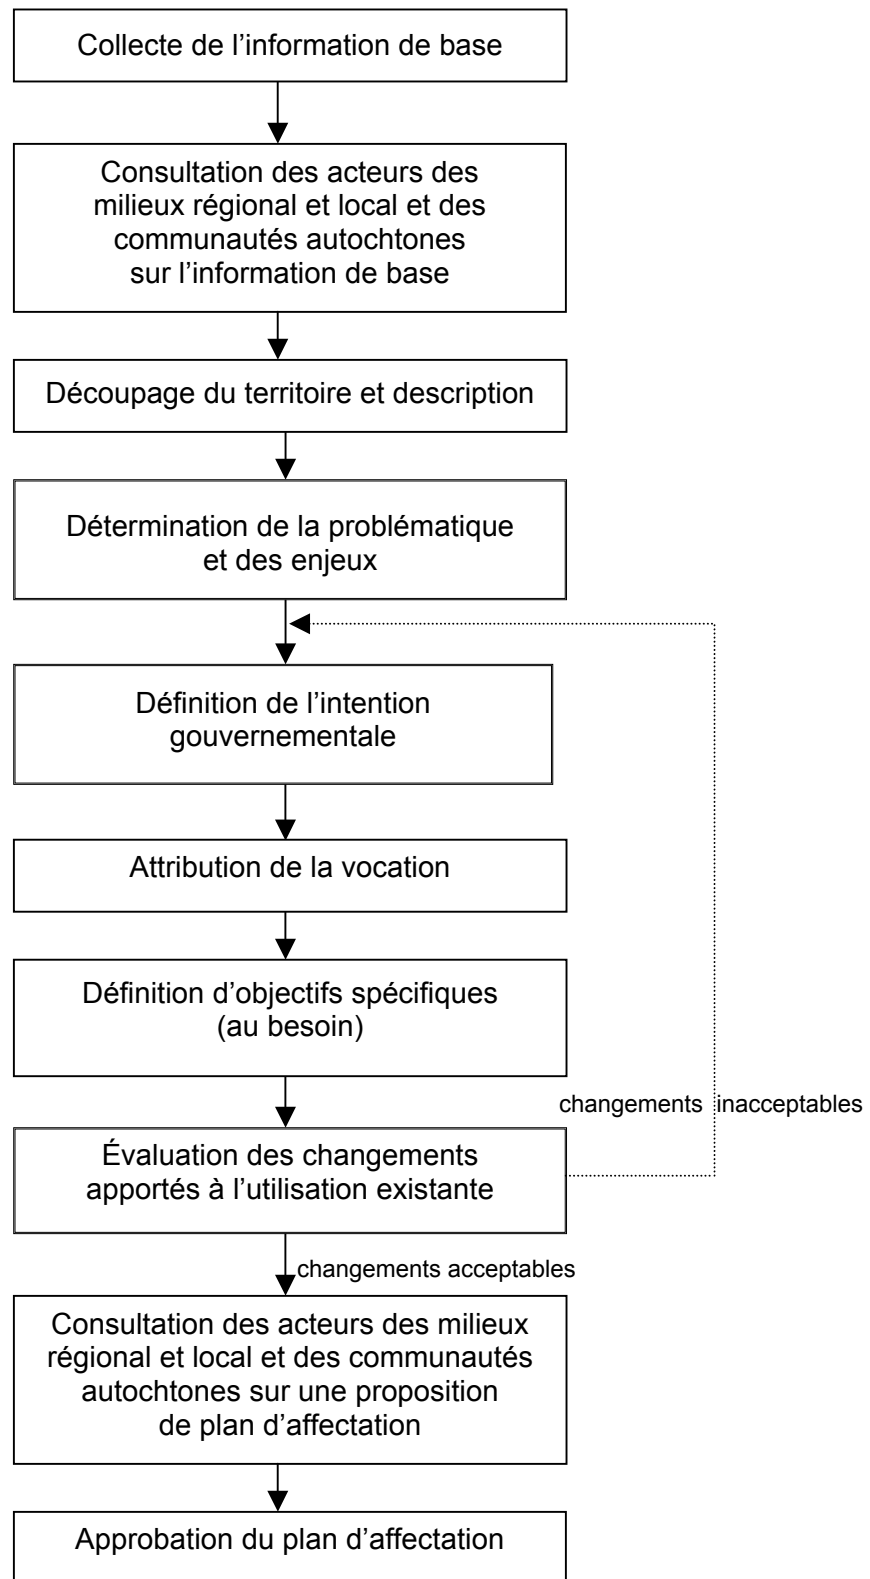 Collecte de l’information de base
Consultation des acteurs des
milieux régional et local et des
communautés autochtones
sur l’information de base
Découpage du territoire et description
Détermination de la problématique
et des enjeux
Définition de l’intention
gouvernementale
Attribution de la vocation
Définition d’objectifs spécifiques
(au besoin)
changements inacceptables
Évaluation des changements
apportés à l’utilisation existante
changements acceptables
Consultation des acteurs des milieux
régional et local et des communautés
autochtones sur une proposition
de plan d’affectation
Approbation du plan d’affectation